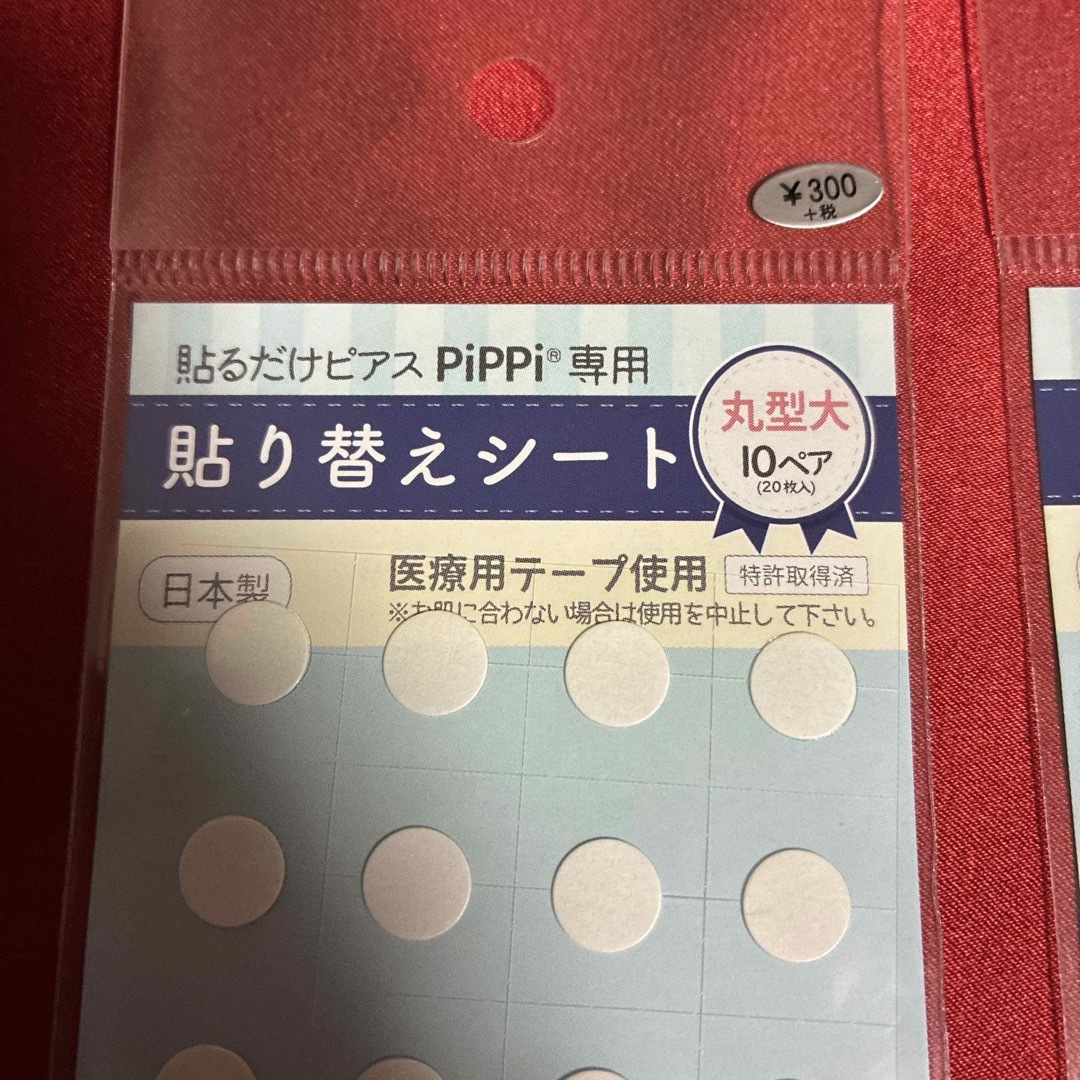 ¥300
+税
貼るだけピアス PiPPi® 専用
貼り替えシート
丸型大
10ペア
(20枚入)
日本製
医療用テープ使用
特許取得済
※お肌に合わない場合は使用を中止して下さい。